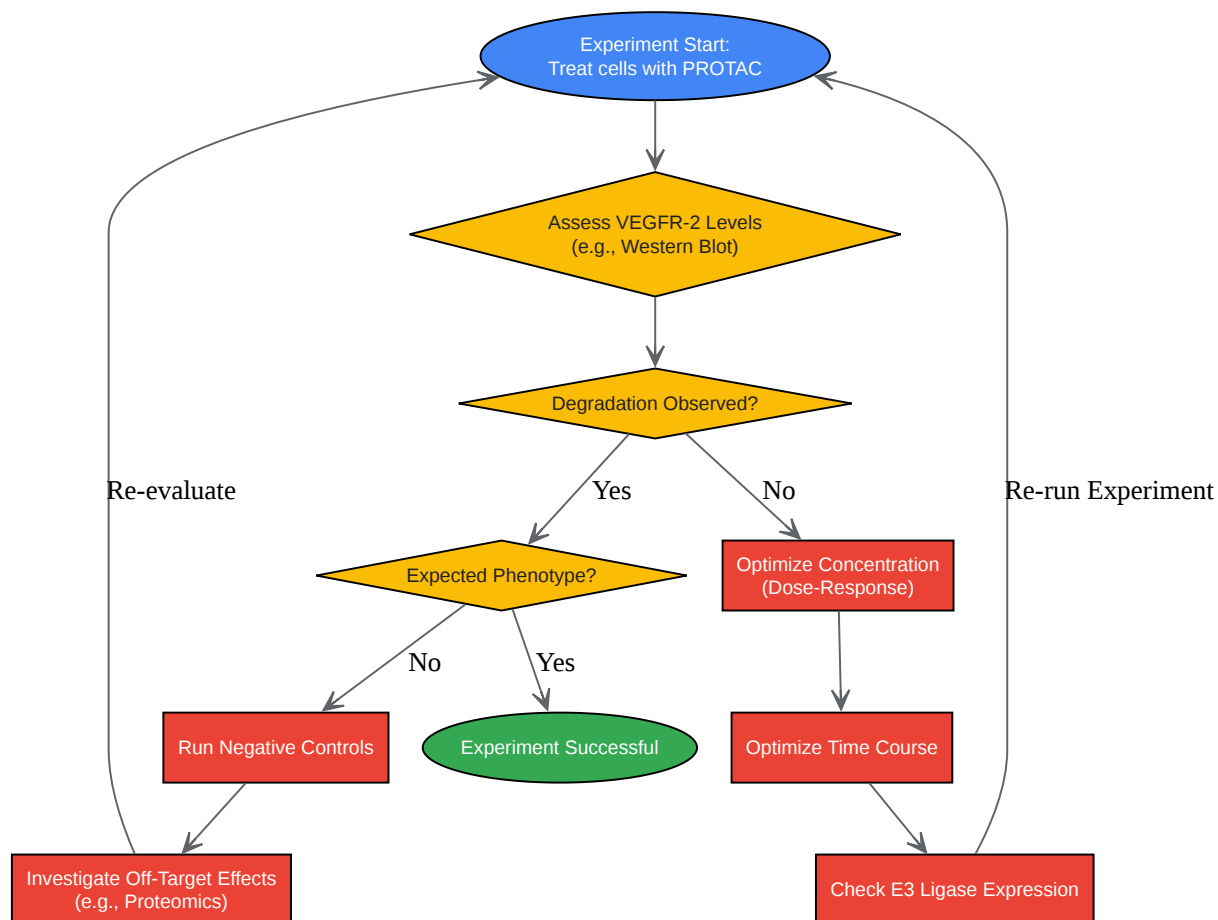 Experiment Start:
Treat cells with PROTAC
Assess VEGFR-2 Levels
(e.g., Western Blot)
Degradation Observed?
Re-evaluate
Yes
No
Re-run Experiment
Expected Phenotype?
Optimize Concentration
(Dose-Response)
No
Yes
Run Negative Controls
Experiment Successful
Optimize Time Course
Investigate Off-Target Effects
(e.g., Proteomics)
Check E3 Ligase Expression